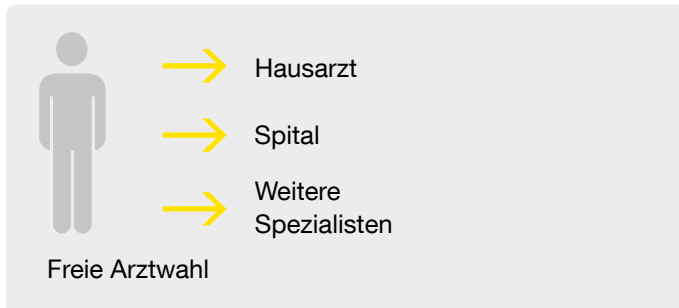 Hausarzt
Spital
Weitere
Spezialisten
Freie Arztwahl